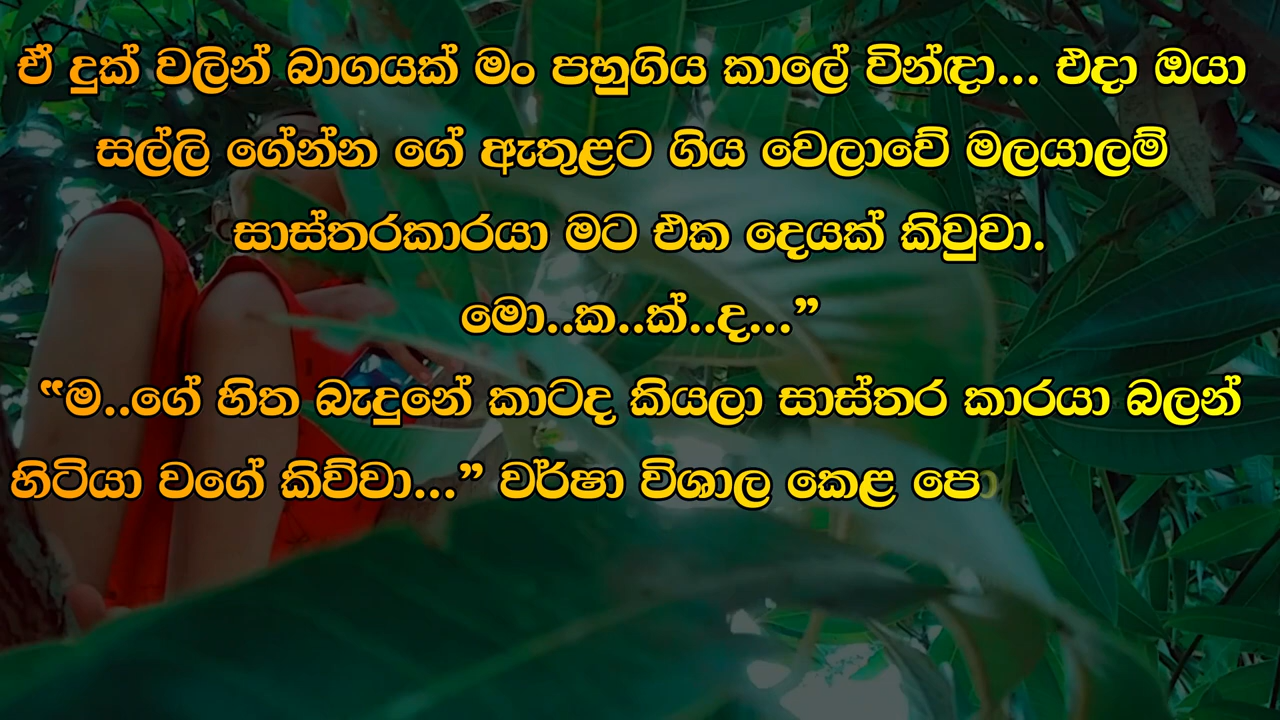 ඒ දුක් වලින් බාගයක් මං පහුගිය කාලේ වින්ඳා... එදා ඔයා
සල්ලි ගේන්න ගේ ඇතුළට ගිය වෙලාවේ මලයාලම්
සාස්තරකාරයා මට එක දෙයක් කිවුවා.
මො..ක..ක්..ද...”
“ම..ගේ හිත බැඳුනේ කාටද කියලා සාස්තර කාරයා බලන්
හිටියා වගේ කිව්වා...” වර්ෂා විශාල කෙළ පො